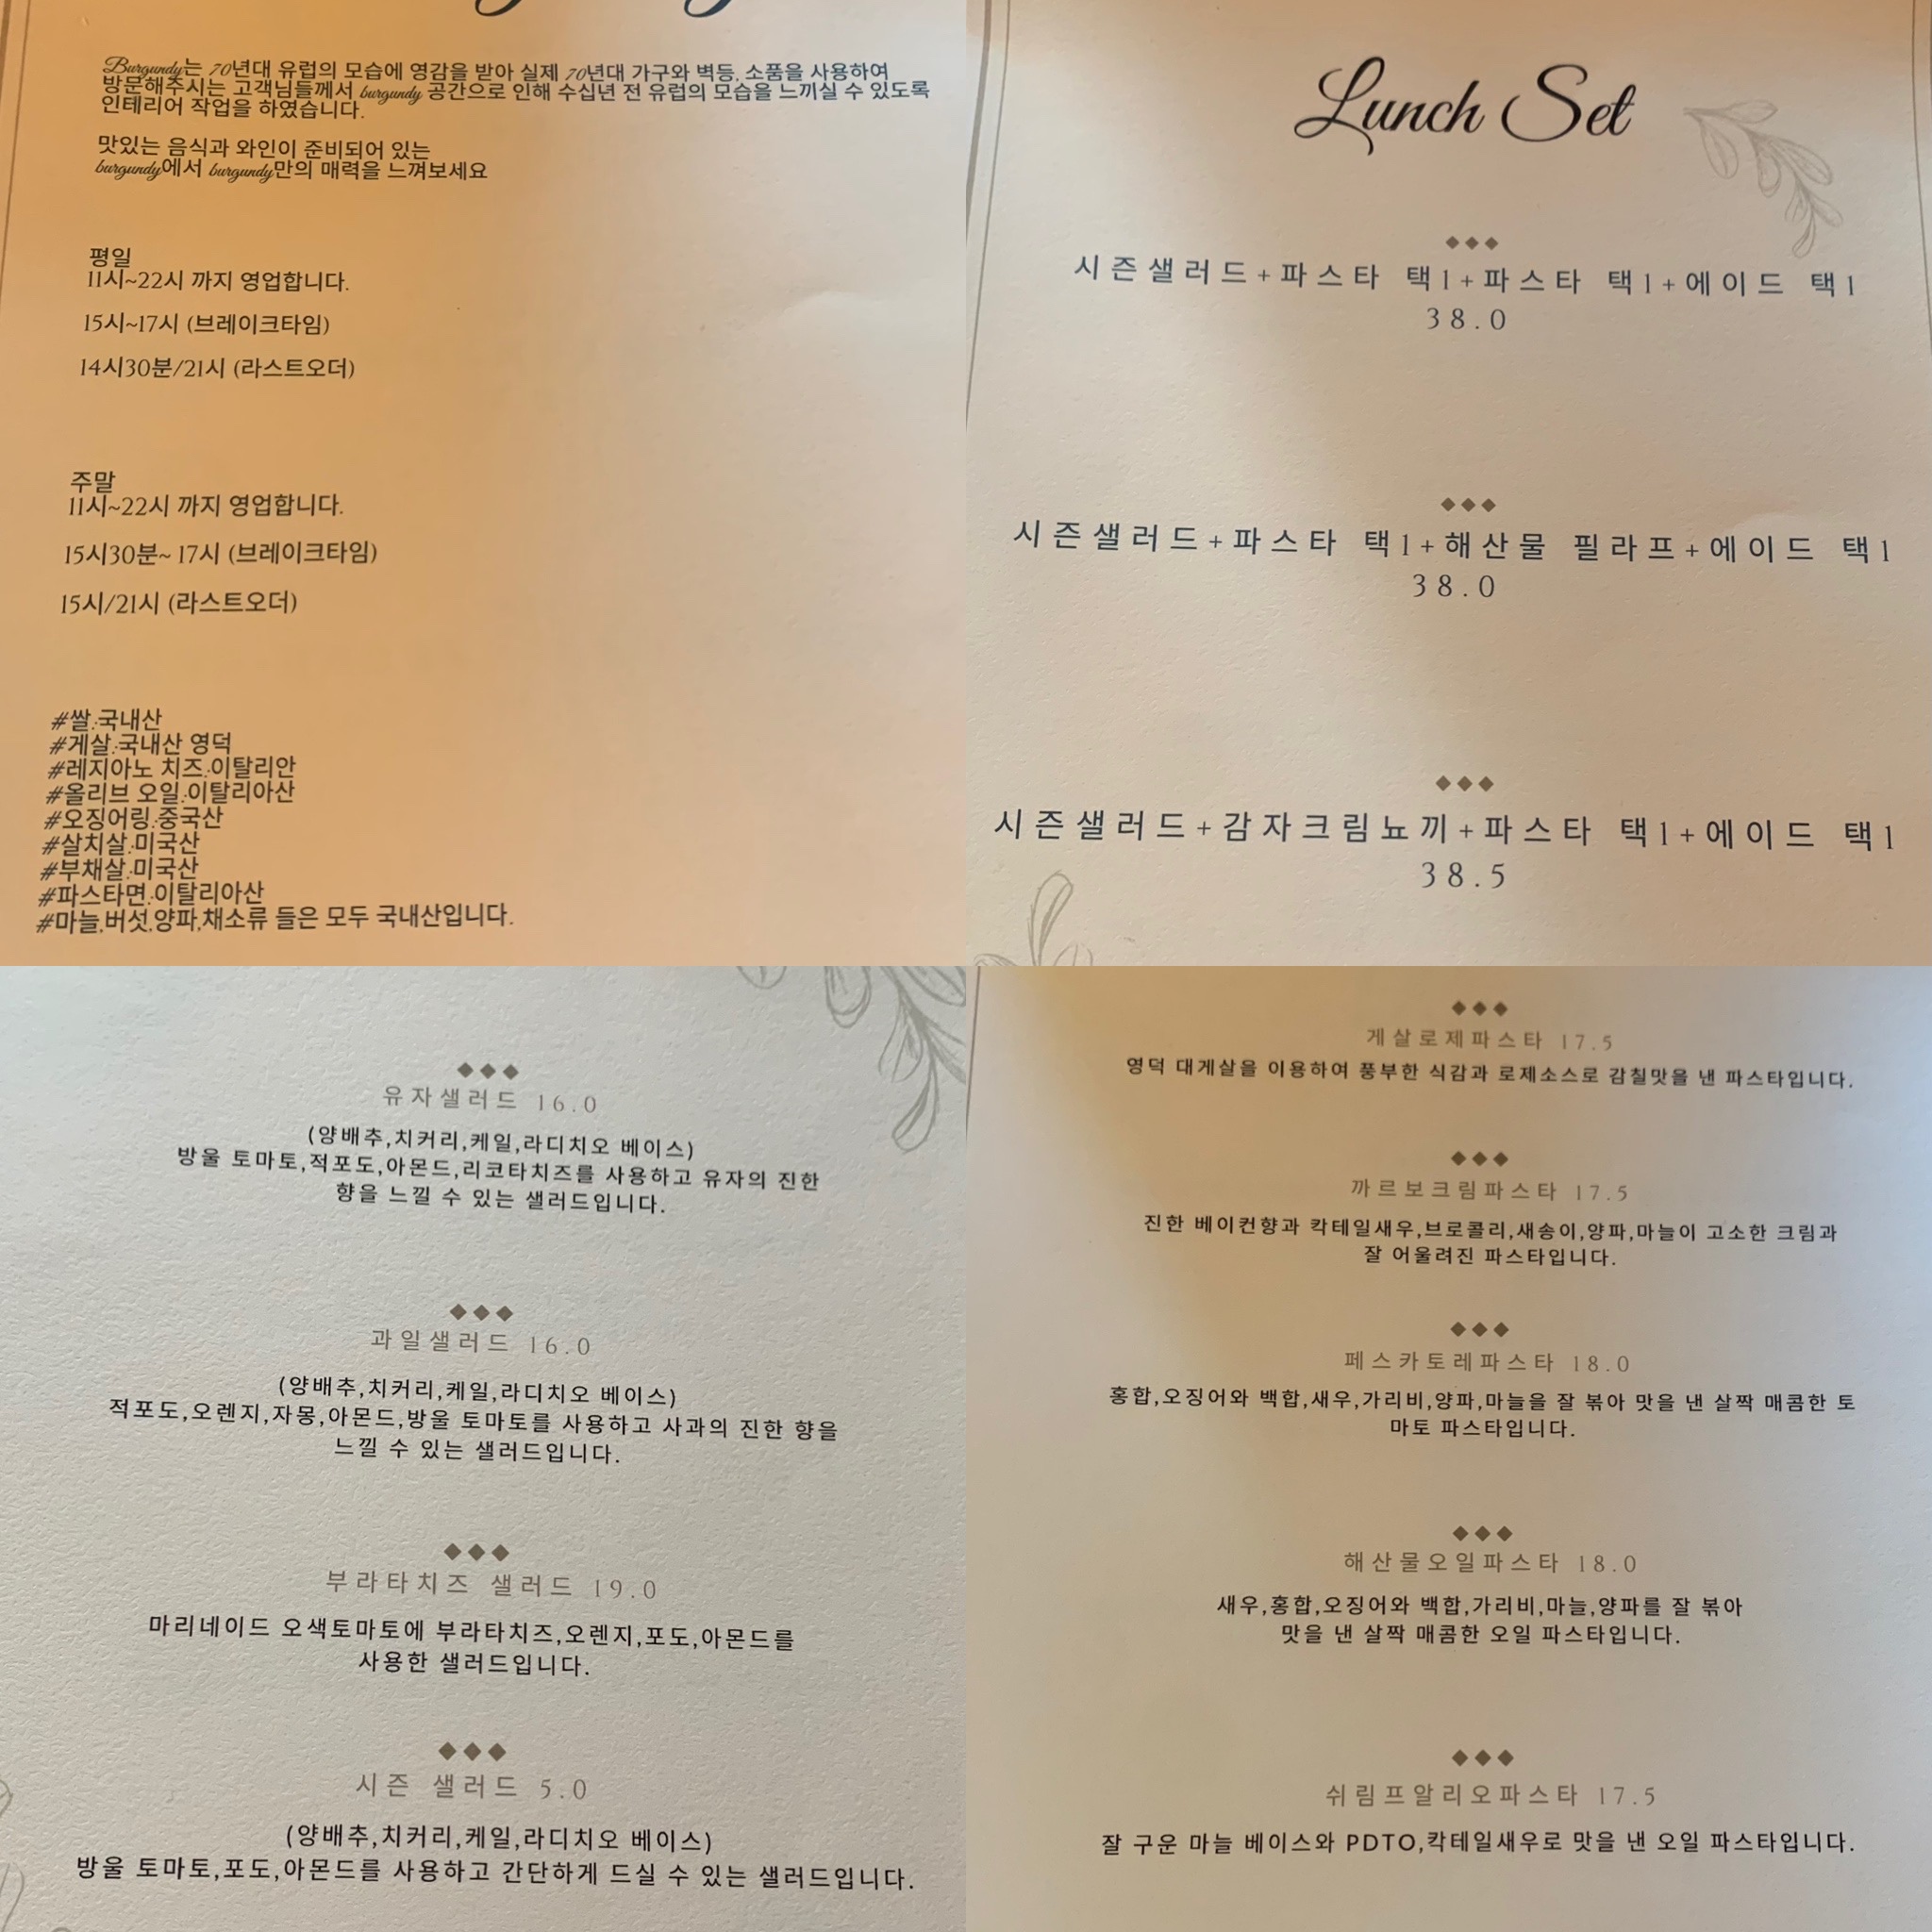 Burgundy는 70년대 유럽의 모습에 영감을 받아 실제 70년대 가구와 벽등, 소품을 사용하여
방문해주시는 고객님들께서 burgundy 공간으로 인해 수십년 전 유럽의 모습을 느끼실 수 있도록
인테리어 작업을 하였습니다.
맛있는 음식과 와인이 준비되어 있는
burgundy에서 burgundy만의 매력을 느껴보세요
평일
11시~22시 까지 영업합니다.
15시~17시 (브레이크타임)
14시30분/21시 (라스트오더)
주말
11시~22시 까지 영업합니다.
15시30분~ 17시 (브레이크타임)
15시/21시 (라스트오더)
#쌀:국내산
#게살:국내산 영덕
#레지아노 치즈:이탈리안
#올리브 오일:이탈리아산
#오징어링:중국산
#살치살:미국산
#부채살:미국산
#파스타면:이탈리아산
#마늘,버섯,양파,채소류 들은 모두 국내산입니다.
Lunch Set
시즌샐러드+파스타 택1+파스타 택1+에이드 택1
38.0
시즌샐러드+파스타 택1+해산물 필라프+에이드 택1
38.0
시즌샐러드+감자크림뇨끼+파스타 택1+에이드 택1
38.5
유자샐러드 16.0
(양배추,치커리,케일,라디치오 베이스)
방울 토마토,적포도,아몬드,리코타치즈를 사용하고 유자의 진한
향을 느낄 수 있는 샐러드입니다.
과일샐러드 16.0
(양배추,치커리,케일,라디치오 베이스)
적포도,오렌지,자몽,아몬드,방울 토마토를 사용하고 사과의 진한 향을
느낄 수 있는 샐러드입니다.
부라타치즈 샐러드 19.0
마리네이드 오색토마토에 부라타치즈,오렌지,포도,아몬드를
사용한 샐러드입니다.
시즌 샐러드 5.0
(양배추,치커리,케일,라디치오 베이스)
방울 토마토,포도,아몬드를 사용하고 간단하게 드실 수 있는 샐러드입니다.
게살로제파스타 17.5
영덕 대게살을 이용하여 풍부한 식감과 로제소스로 감칠맛을 낸 파스타입니다.
까르보크림파스타 17.5
진한 베이컨향과 칵테일새우,브로콜리,새송이,양파,마늘이 고소한 크림과
잘 어울려진 파스타입니다.
페스카토레파스타 18.0
홍합,오징어와 백합,새우,가리비,양파,마늘을 잘 볶아 맛을 낸 살짝 매콤한 토
마토 파스타입니다.
해산물오일파스타 18.0
새우,홍합,오징어와 백합,가리비,마늘,양파를 잘 볶아
맛을 낸 살짝 매콤한 오일 파스타입니다.
쉬림프알리오파스타 17.5
잘 구운 마늘 베이스와 PDTO,칵테일새우로 맛을 낸 오일 파스타입니다.